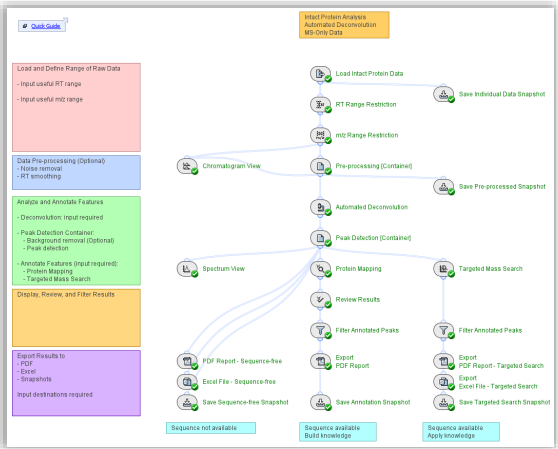 Quick Guide
Intact Protein Analysis
Automated Deconvolution
MS-Only Data
Load and Define Range of Raw Data
- Input useful RT range
- Input useful m/z range
Load Intact Protein Data
Save Individual Data Snapshot
RT Range Restriction
m/z Range Restriction
Data Pre-processing (Optional)
- Noise removal
- RT smoothing
Chromatogram View
Pre-processing [Container]
Save Pre-processed Snapshot
Analyze and Annotate Features
- Deconvolution: input required
- Peak Detection Container:
- Background removal (Optional)
- Peak detection
- Annotate Features (input required):
- Protein Mapping
- Targeted Mass Search
Automated Deconvolution
Peak Detection [Container]
Spectrum View
Protein Mapping
Targeted Mass Search
Display, Review, and Filter Results
Review Results
Filter Annotated Peaks
Filter Annotated Peaks
Export Results to
- PDF
- Excel
- Snapshots
Input destinations required
PDF Report - Sequence-free
Export
PDF Report
Export
PDF Report - Targeted Search
Excel File - Sequence-free
Export
Excel File - Targeted Search
Save Sequence-free Snapshot
Save Annotation Snapshot
Save Targeted Search Snapshot
Sequence not available
Sequence available
Build knowledge
Sequence available
Apply knowledge